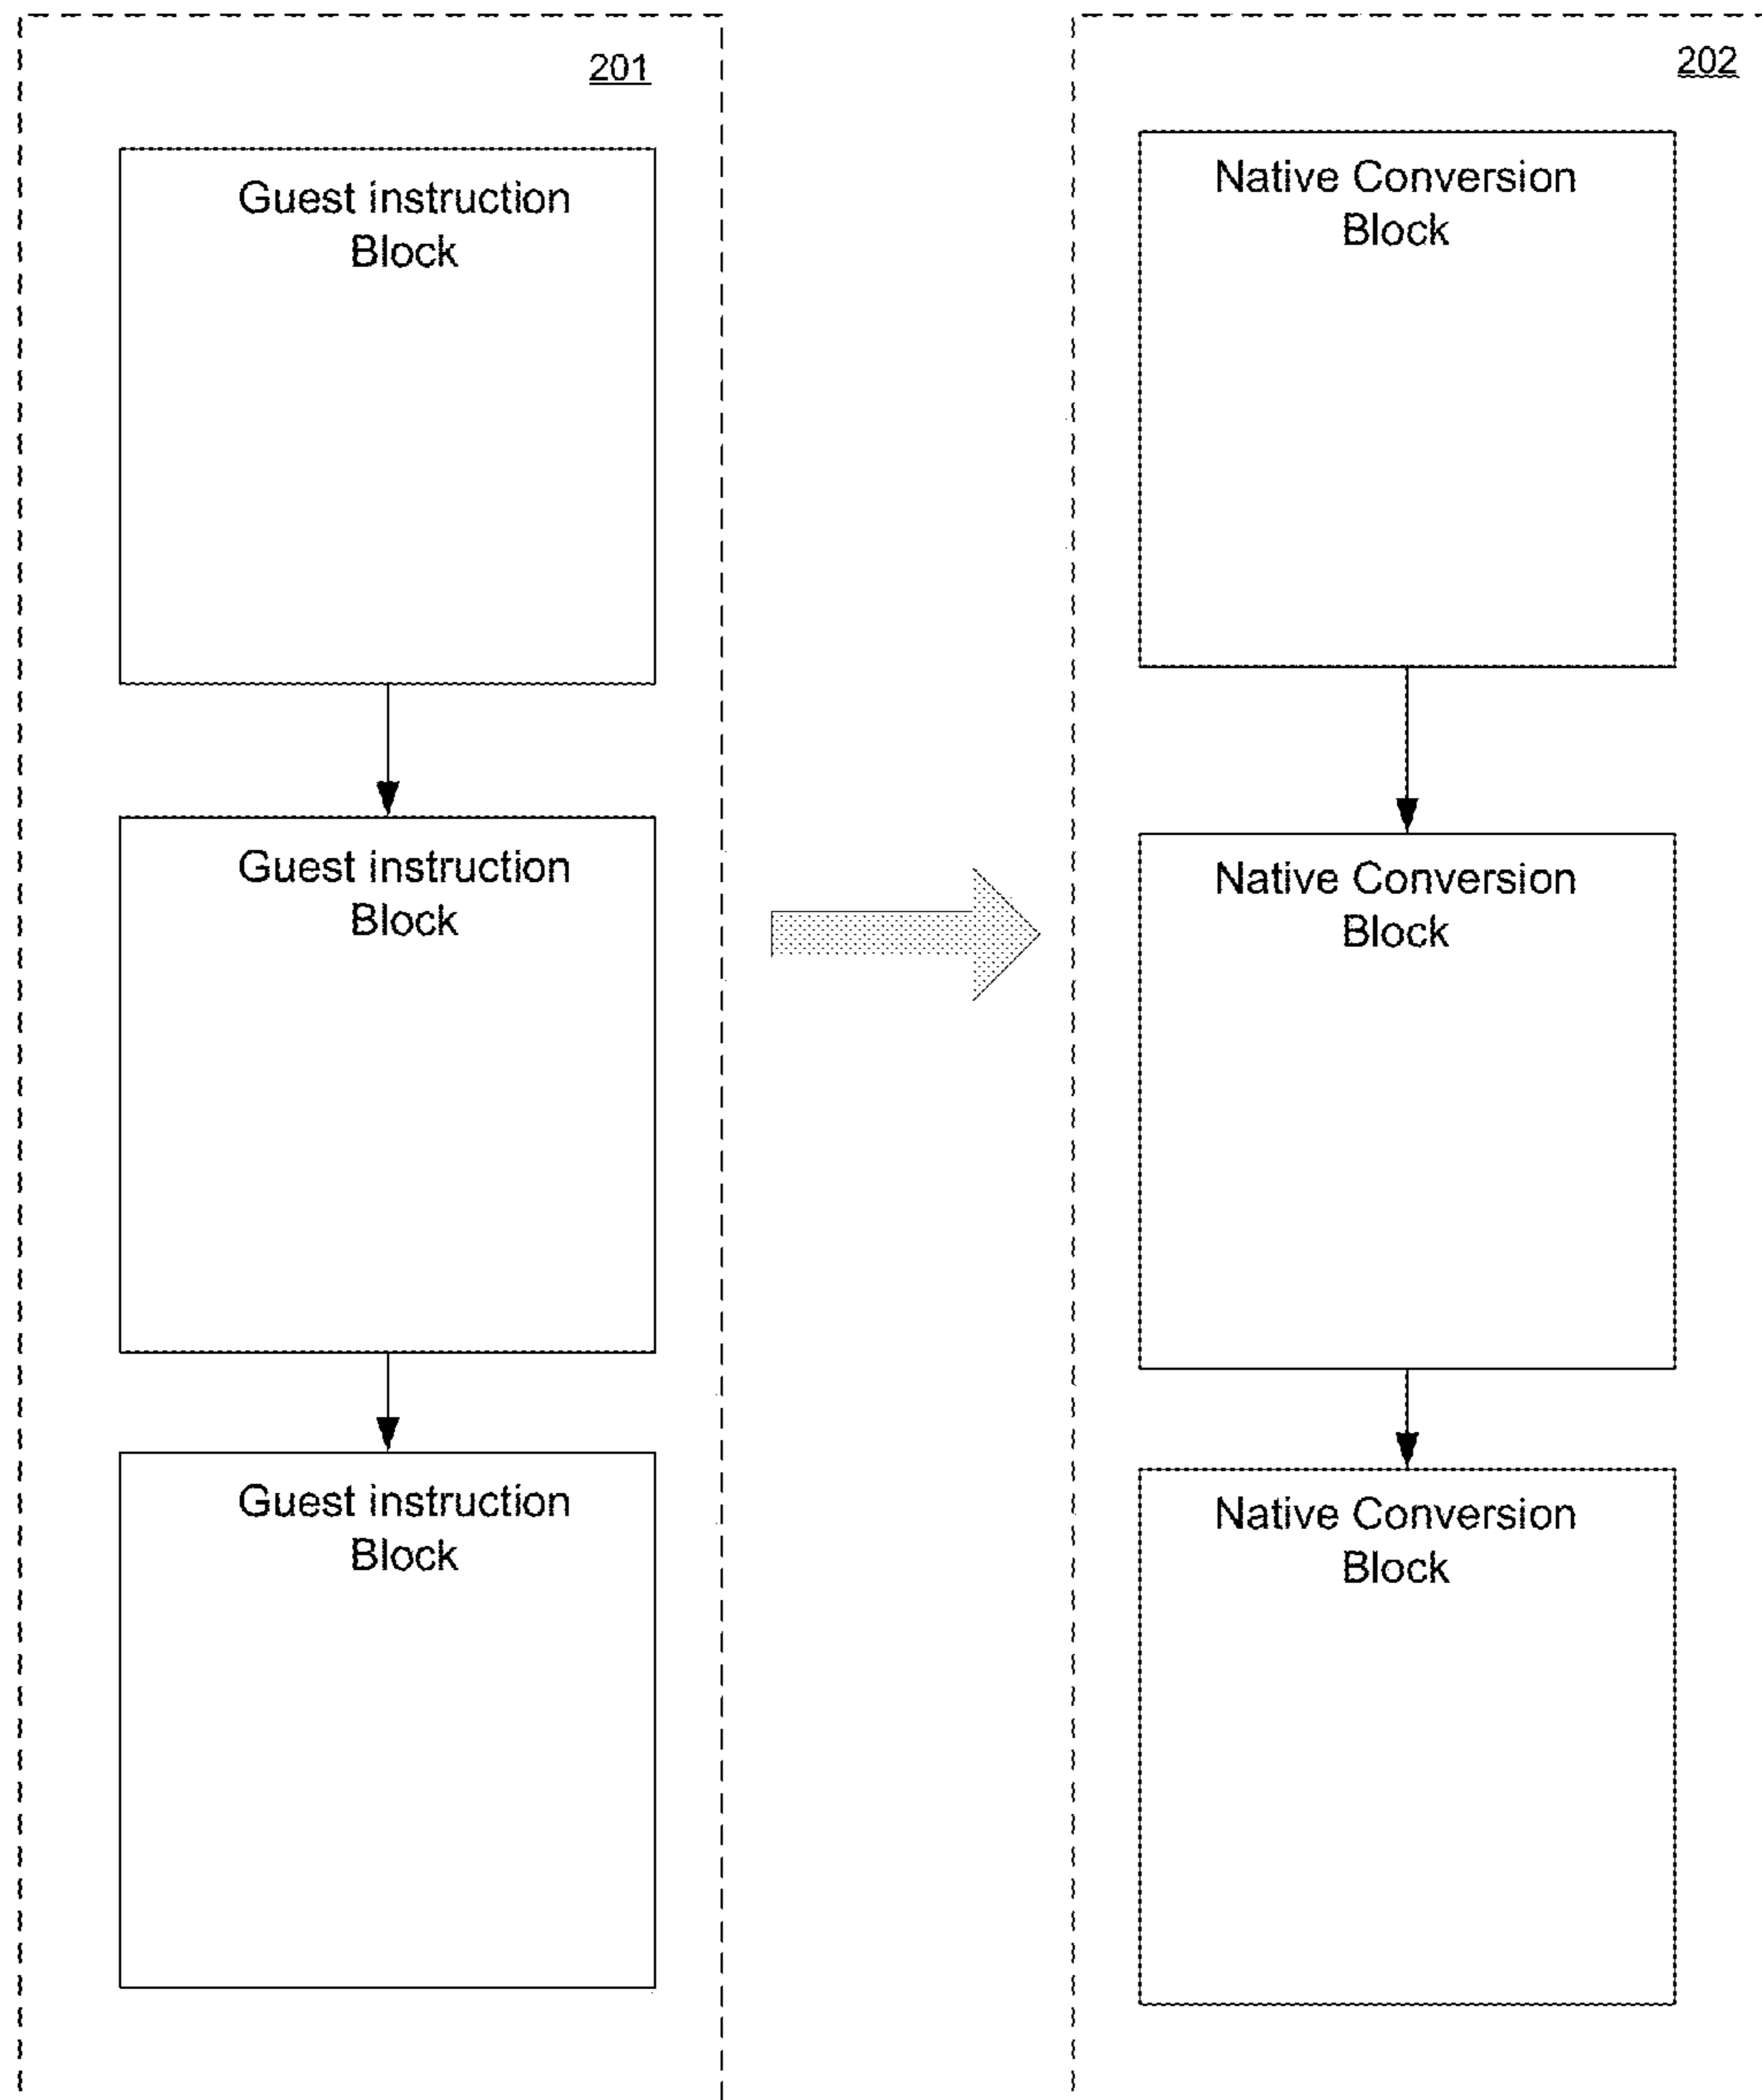 201
Guest instruction
Block
Guest instruction
Block
Guest instruction
Block
202
Native Conversion
Block
Native Conversion
Block
Native Conversion
Block